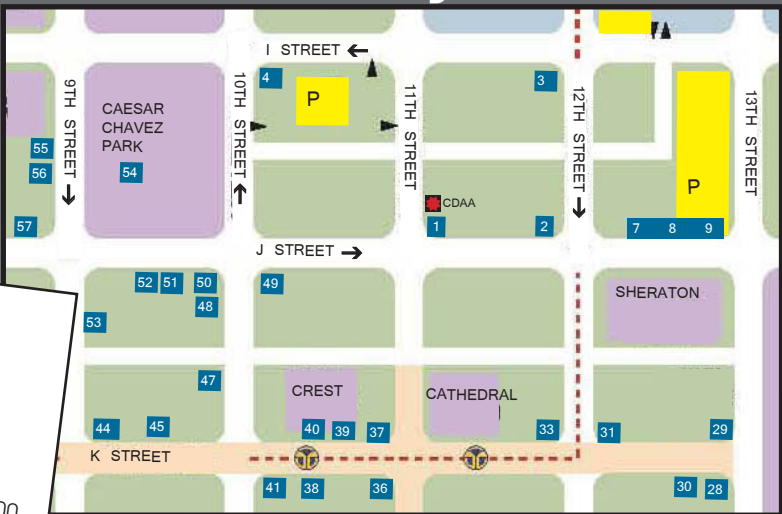 I STREET
4
P
3
9TH STREET
CAESAR
CHAVEZ
PARK
10TH STREET
11TH STREET
12TH STREET
13TH STREET
55
56
54
57
CDAA
1
2
P
7 8 9
J STREET
52 51 50
48
49
53
SHERATON
47
CREST
CATHEDRAL
44 45
40 39 37
33
31
29
K STREET
41 38 36
30 28